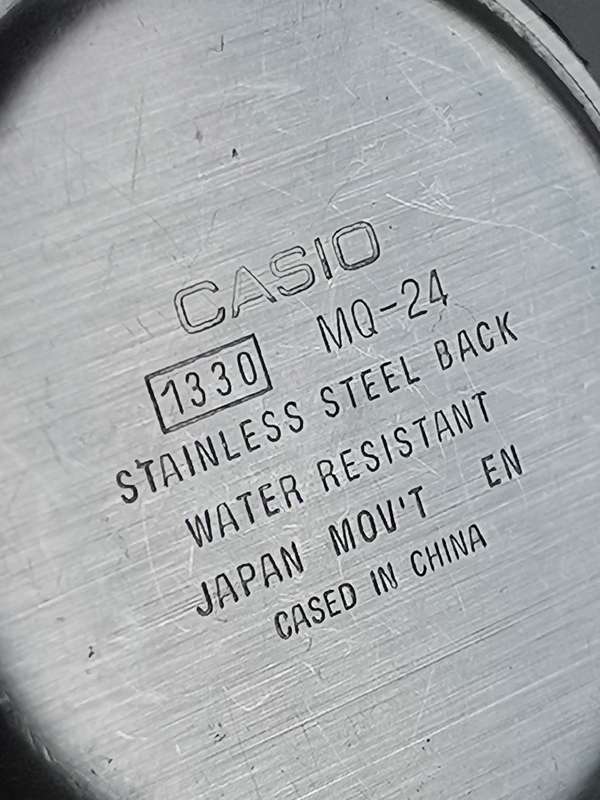 CASIO
1330 MQ-24
STAINLESS STEEL BACK
WATER RESISTANT
JAPAN MOV'T EN
CASED IN CHINA